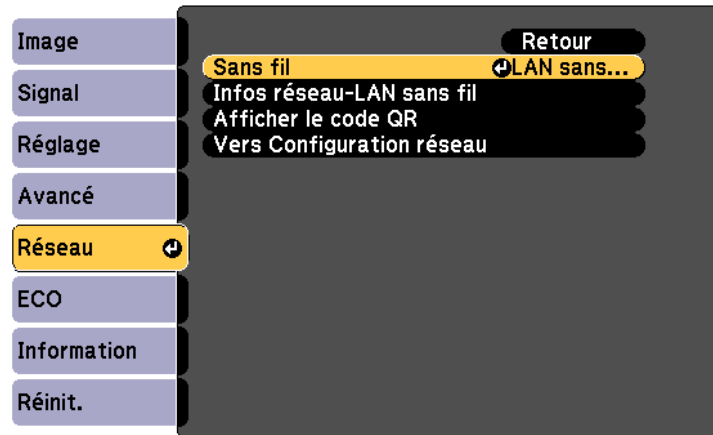 Image
Signal
Réglage
Avancé
Réseau
ECO
Information
Réinit.
Retour
Sans fil LAN sans...
Infos réseau-LAN sans fil
Afficher le code QR
Vers Configuration réseau